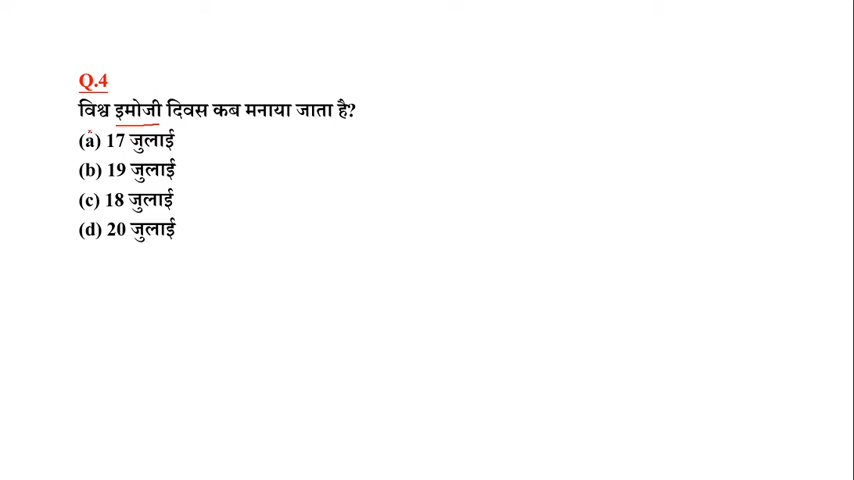 Q.4
विश्व इमोजी दिवस कब मनाया जाता है?
(a) 17 जुलाई
(b) 19 जुलाई
(c) 18 जुलाई
(d) 20 जुलाई